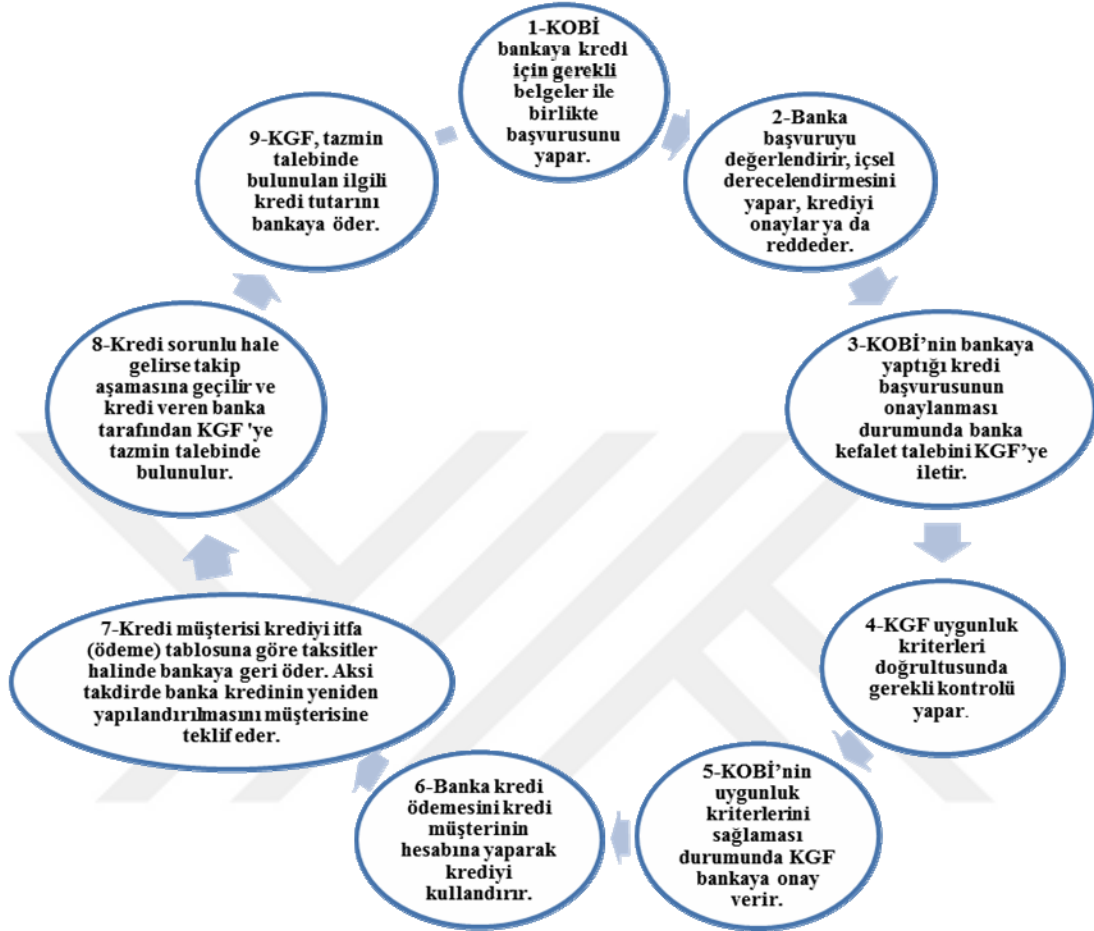 1-KOBİ
bankaya kredi
için gerekli
belgeler ile
birlikte
başvurusunu
yapar.
2-Banka
başvuruyu
değerlendirir, içsel
derecelendirmesini
yapar, krediyi
onaylar ya da
reddeder.
3-KOBİ’nin bankaya
yaptığı kredi
başvurusunun
onaylanması
durumunda banka
kefalet talebini KGF’ye
iletir.
4-KGF uygunluk
kriterleri
doğrultusunda
gerekli kontrolü
yapar.
5-KOBİ’nin
uygunluk
kriterlerini
sağlaması
durumunda KGF
bankaya onay
verir.
6-Banka kredi
ödemesini kredi
müşterinin
hesabına yaparak
krediyi
kullandırır.
7-Kredi müşterisi krediyi itfa
(ödeme) tablosuna göre taksitler
halinde bankaya geri öder. Aksi
takdirde banka kredinin yeniden
yapılandırılmasını müşterisine
teklif eder.
8-Kredi sorunlu hale
gelirse takip
aşamasına geçilir ve
kredi veren banka
tarafından KGF 'ye
tazmin talebinde
bulunulur.
9-KGF, tazmin
talebinde
bulunulan ilgili
kredi tutarını
bankaya öder.